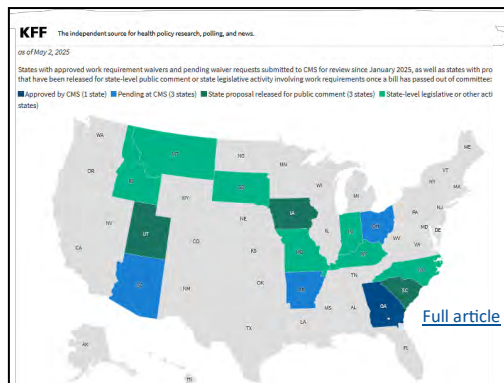 KFF The independent source for health policy research, polling, and news.
as of May 2, 2025
States with approved work requirement waivers and pending waiver requests submitted to CMS for review since January 2025, as well as states with pro
that have been released for state-level public comment or state legislative activity involving work requirements once a bill has passed out of committee:
Approved by CMS (1 state) Pending at CMS (3 states) State proposal released for public comment (3 states) State-level legislative or other acti
states)
WA
ME
MT
ND
MN
OR
ID
SD
WI
MI
NY
WY
IA
PA
NJ
NE
NV
UT
IL
IN
OH
MD
DE
CO
WV
VA
CA
KS
MO
KY
NC
TN
OK
AZ
NM
AR
SC
MS
AL
GA
Full article
LA
TX
AK
FL